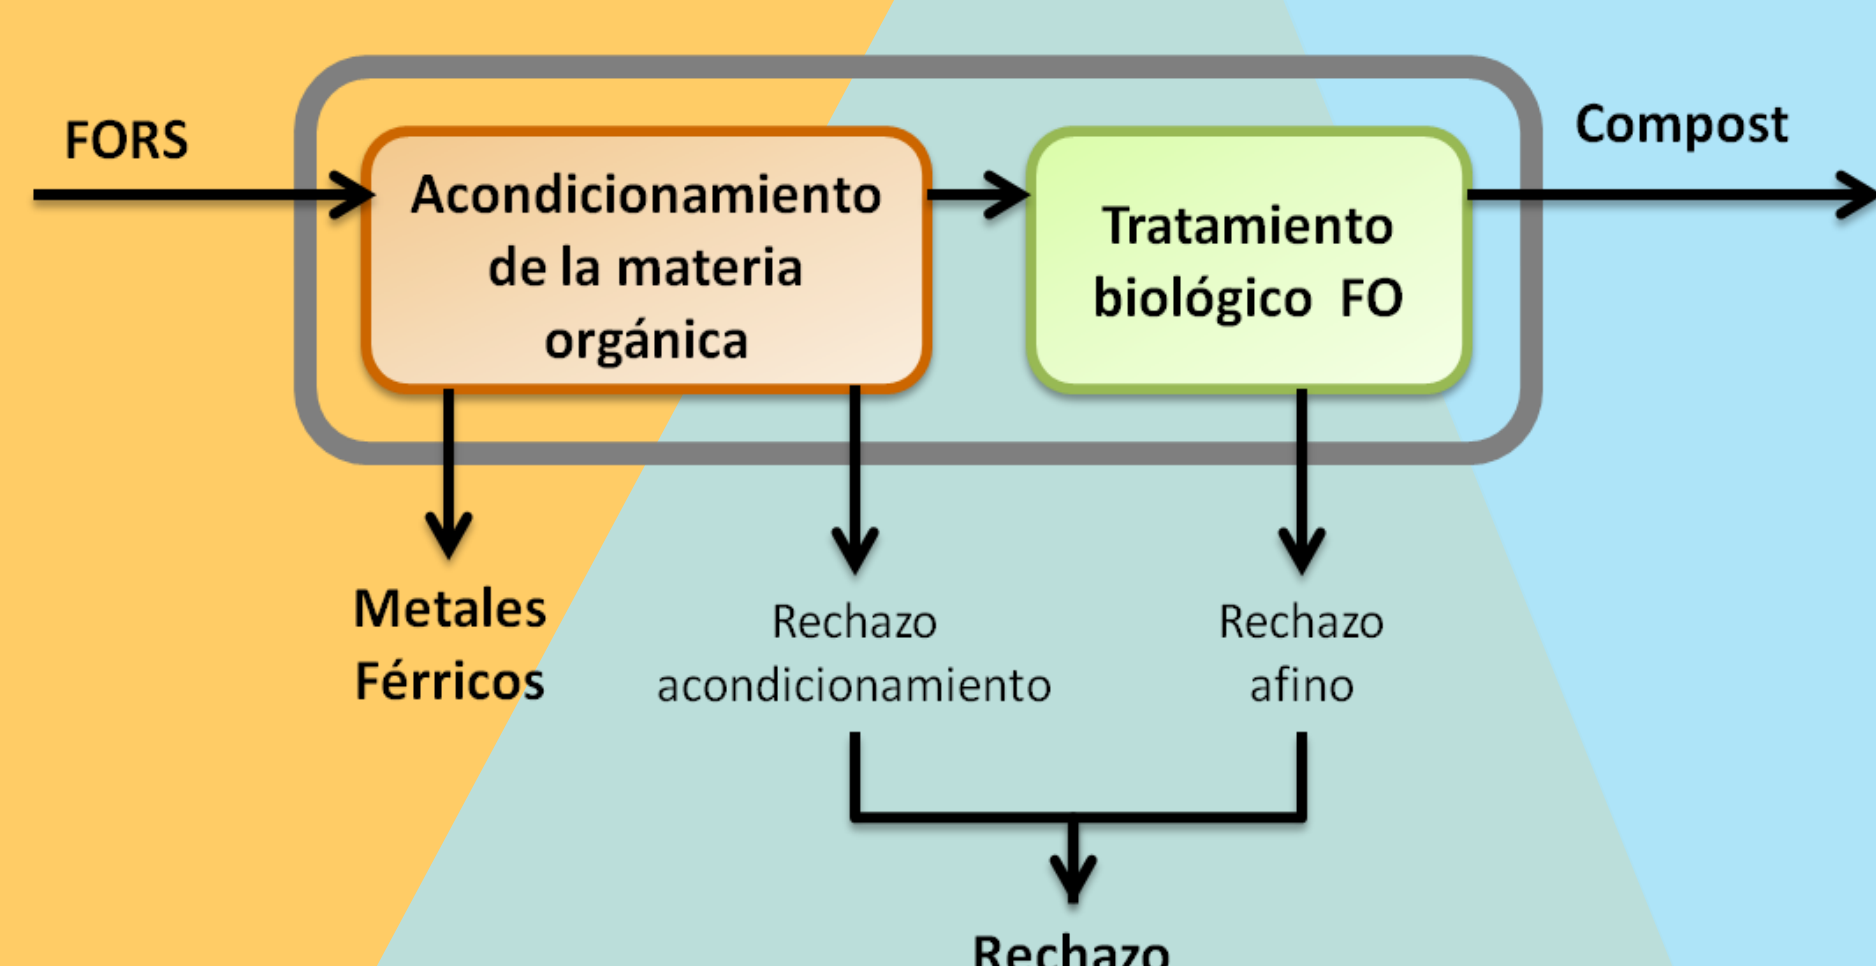 FORS
Compost
Acondicionamiento
de la materia
orgánica
Tratamiento
biológico FO
Metales
Férricos
Rechazo
acondicionamiento
Rechazo
afino
Rechazo